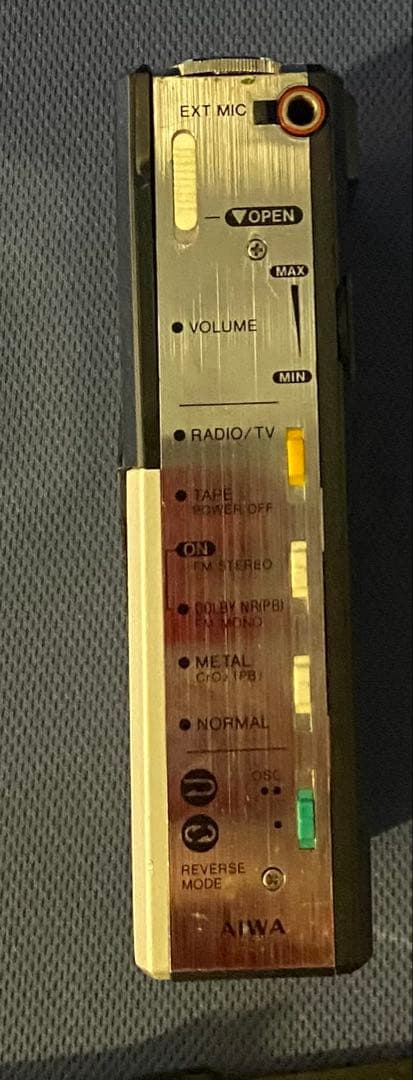 EXT MIC
▼OPEN
MAX
VOLUME
MIN
RADIO/TV
TAPE
POWER OFF
ON
FM STEREO
DOLBY NR(PB)
FM MONO
METAL
CrO2 (PB)
NORMAL
OSC
REVERSE
MODE
AIWA